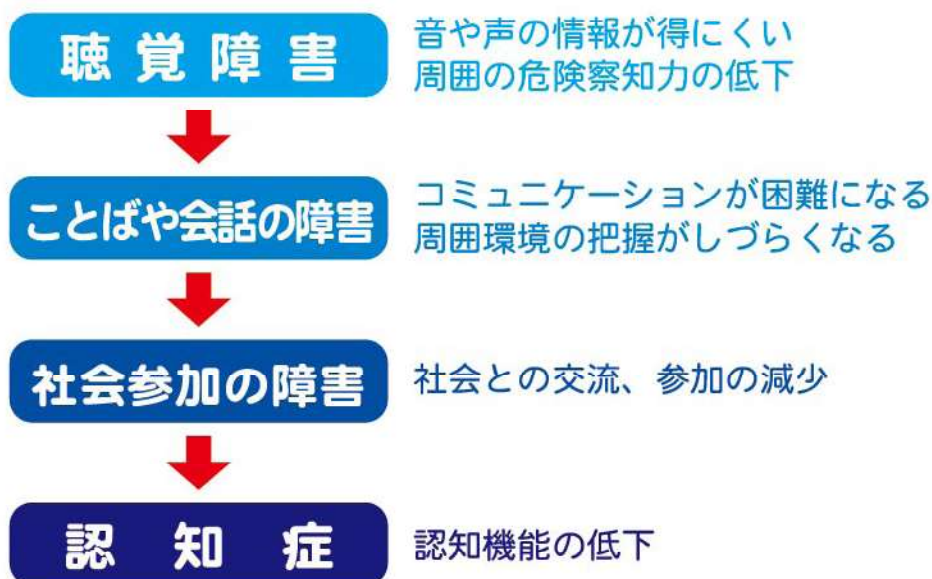 聴覚障害
音や声の情報が得にくい
周囲の危険察知力の低下
ことばや会話の障害
コミュニケーションが困難になる
周囲環境の把握がしづらくなる
社会参加の障害
社会との交流、参加の減少
認知症
認知機能の低下